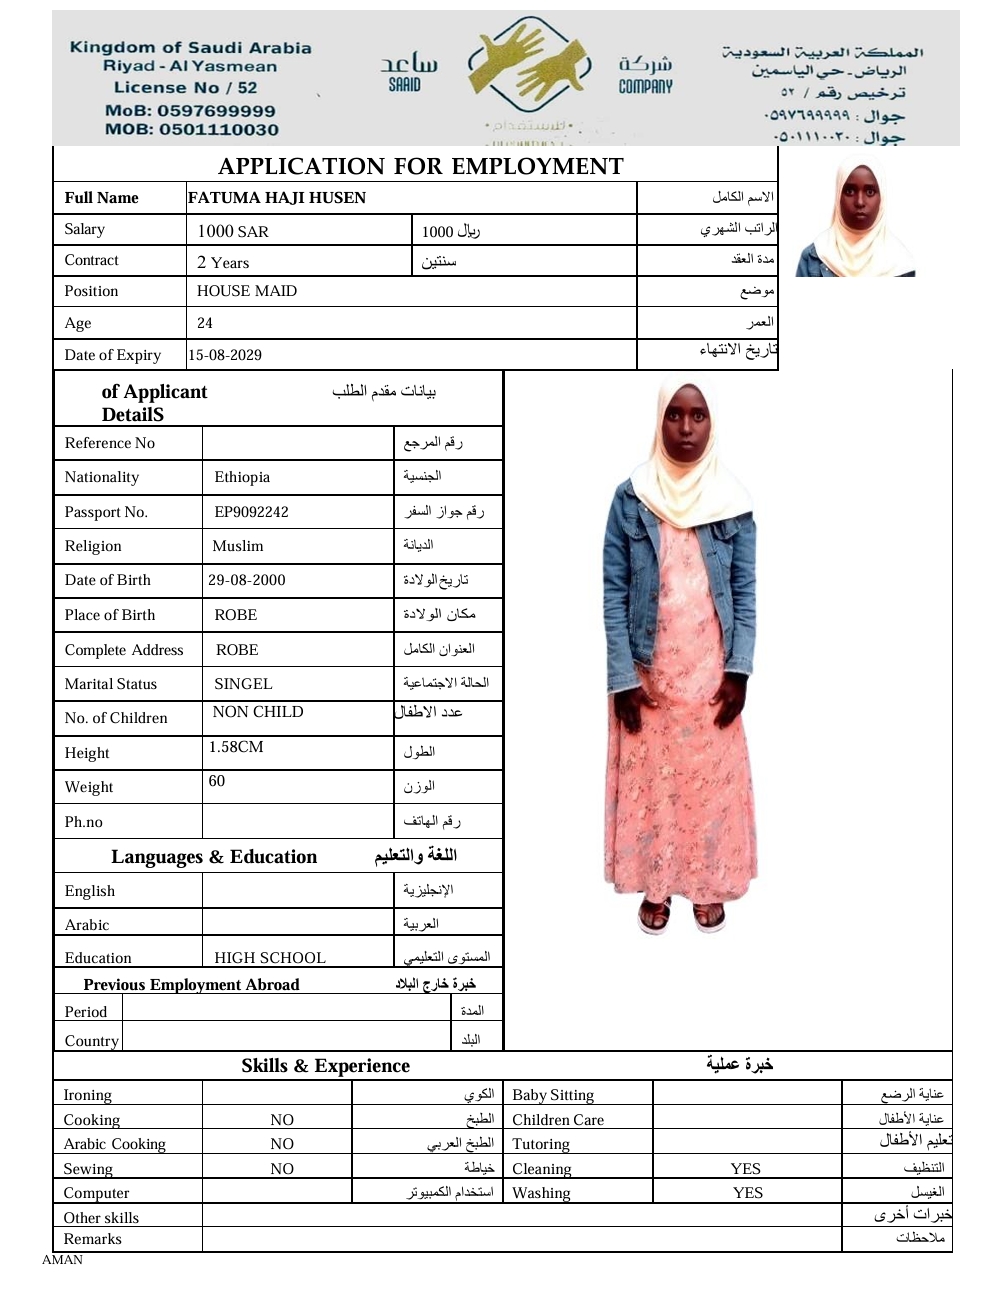 Kingdom of Saudi Arabia
Riyad - Al Yasmean
License No / 52
MoB: 0597699999
MOB: 0501110030
ساعد
SAAID
شركة
COMPANY
للاستقدام
المملكة العربية السعودية
الرياض - حي الياسمين
ترخيص رقم / ٥٢
جوال : ٠٥٩٧٦٩٩٩٩٩
جوال : ٠٥٠١١١٠٠٣٠
APPLICATION FOR EMPLOYMENT
Full Name FATUMA HAJI HUSEN الاسم الكامل
Salary 1000 SAR 1000 ريال الراتب الشهري
Contract 2 Years سنتين مدة العقد
Position HOUSE MAID موضع
Age 24 العمر
Date of Expiry 15-08-2029 تاريخ الانتهاء
of Applicant بيانات مقدم الطلب
DetailS
Reference No رقم المرجع
Nationality Ethiopia الجنسية
Passport No. EP9092242 رقم جواز السفر
Religion Muslim الديانة
Date of Birth 29-08-2000 تاريخ الولادة
Place of Birth ROBE مكان الولادة
Complete Address ROBE العنوان الكامل
Marital Status SINGEL الحالة الاجتماعية
No. of Children NON CHILD عدد الاطفال
Height 1.58CM الطول
Weight 60 الوزن
Ph.no رقم الهاتف
Languages & Education اللغة والتعليم
English الإنجليزية
Arabic العربية
Education HIGH SCHOOL المستوى التعليمي
Previous Employment Abroad خبرة خارج البلاد
Period المدة
Country البلد
Skills & Experience خبرة عملية
Ironing الكوي Baby Sitting عناية الرضع
Cooking NO الطبخ Children Care عناية الأطفال
Arabic Cooking NO الطبخ العربي Tutoring تعليم الأطفال
Sewing NO خياطة Cleaning YES التنظيف
Computer استخدام الكمبيوتر Washing YES الغيسل
Other skills خبرات أخرى
Remarks ملاحظات
AMAN